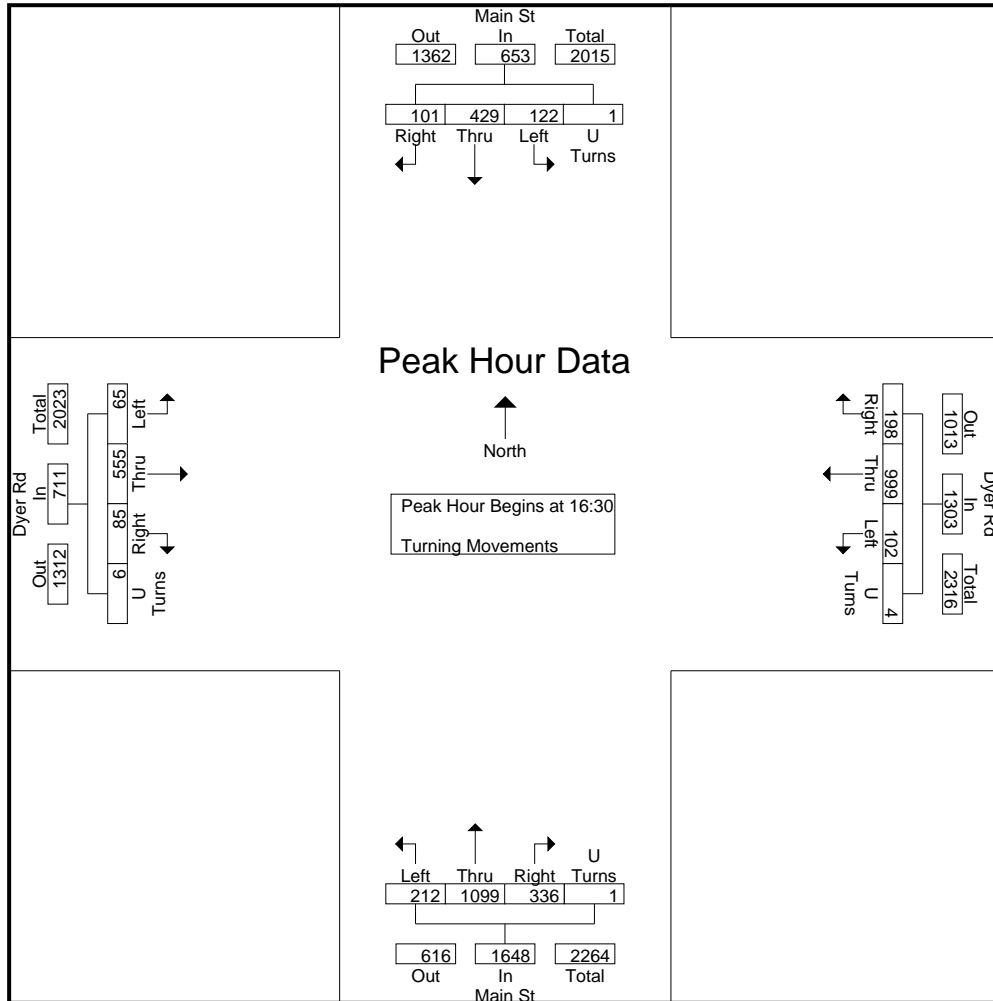 Main St
Out In Total
1362 653 2015
101 429 122 1
Right Thru Left U
Turns
Peak Hour Data
North
Peak Hour Begins at 16:30
Turning Movements
Dyer Rd
Total In Out
2023 711 1312
65 555 85 6
Left Thru Right U
Turns
Dyer Rd
Out In Total
1013 1303 2316
198 999 102 4
Right Thru Left U
Turns
U
Left Thru Right Turns
212 1099 336 1
616 1648 2264
Out In Total
Main St